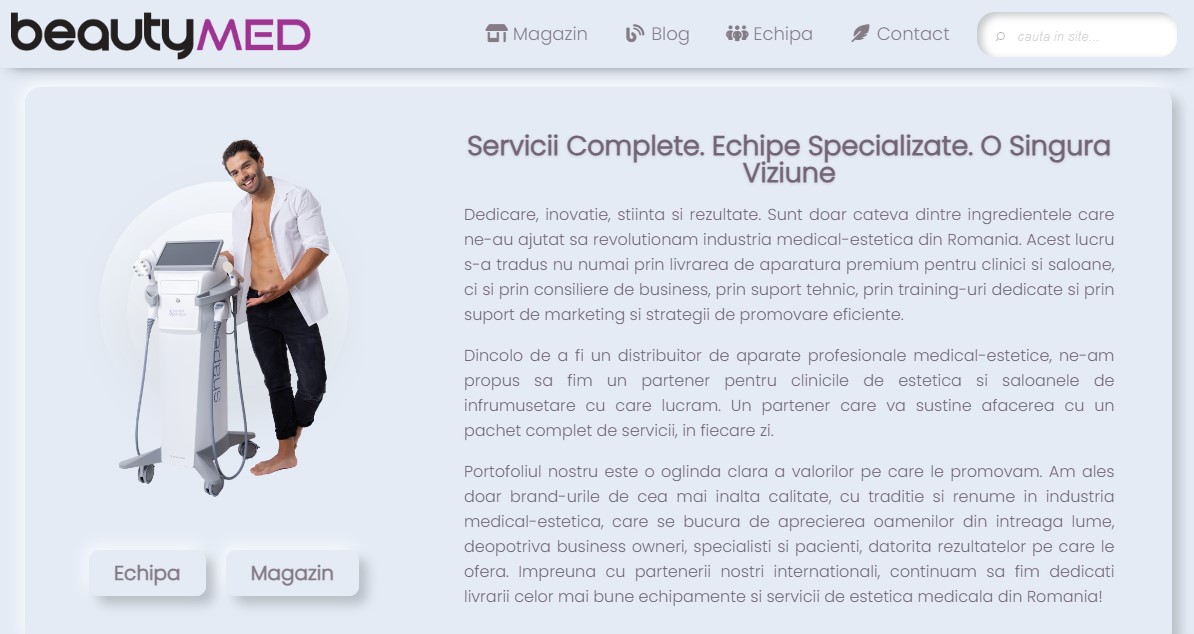 beautyMED
Magazin
Blog
Echipa
Contact
cauta in site...
Servicii Complete. Echipe Specializate. O Singura
Viziune
Dedicare, inovatie, stiinta si rezultate. Sunt doar cateva dintre ingredientele care
ne-au ajutat sa revolutionam industria medical-estetica din Romania. Acest lucru
s-a tradus nu numai prin livrarea de aparatura premium pentru clinici si saloane,
ci si prin consiliere de business, prin suport tehnic, prin training-uri dedicate si prin
suport de marketing si strategii de promovare eficiente.
Dincolo de a fi un distribuitor de aparate profesionale medical-estetice, ne-am
propus sa fim un partener pentru clinicile de estetica si saloanele de
infrumusetare cu care lucram. Un partener care va sustine afacerea cu un
pachet complet de servicii, in fiecare zi.
Portofoliul nostru este o oglinda clara a valorilor pe care le promovam. Am ales
doar brand-urile de cea mai inalta calitate, cu traditie si renume in industria
medical-estetica, care se bucura de aprecierea oamenilor din intreaga lume,
deopotriva business owneri, specialisti si pacienti, datorita rezultatelor pe care le
ofera. Impreuna cu partenerii nostri internationali, continuam sa fim dedicati
livrarii celor mai bune echipamente si servicii de estetica medicala din Romania!
shape
Echipa
Magazin